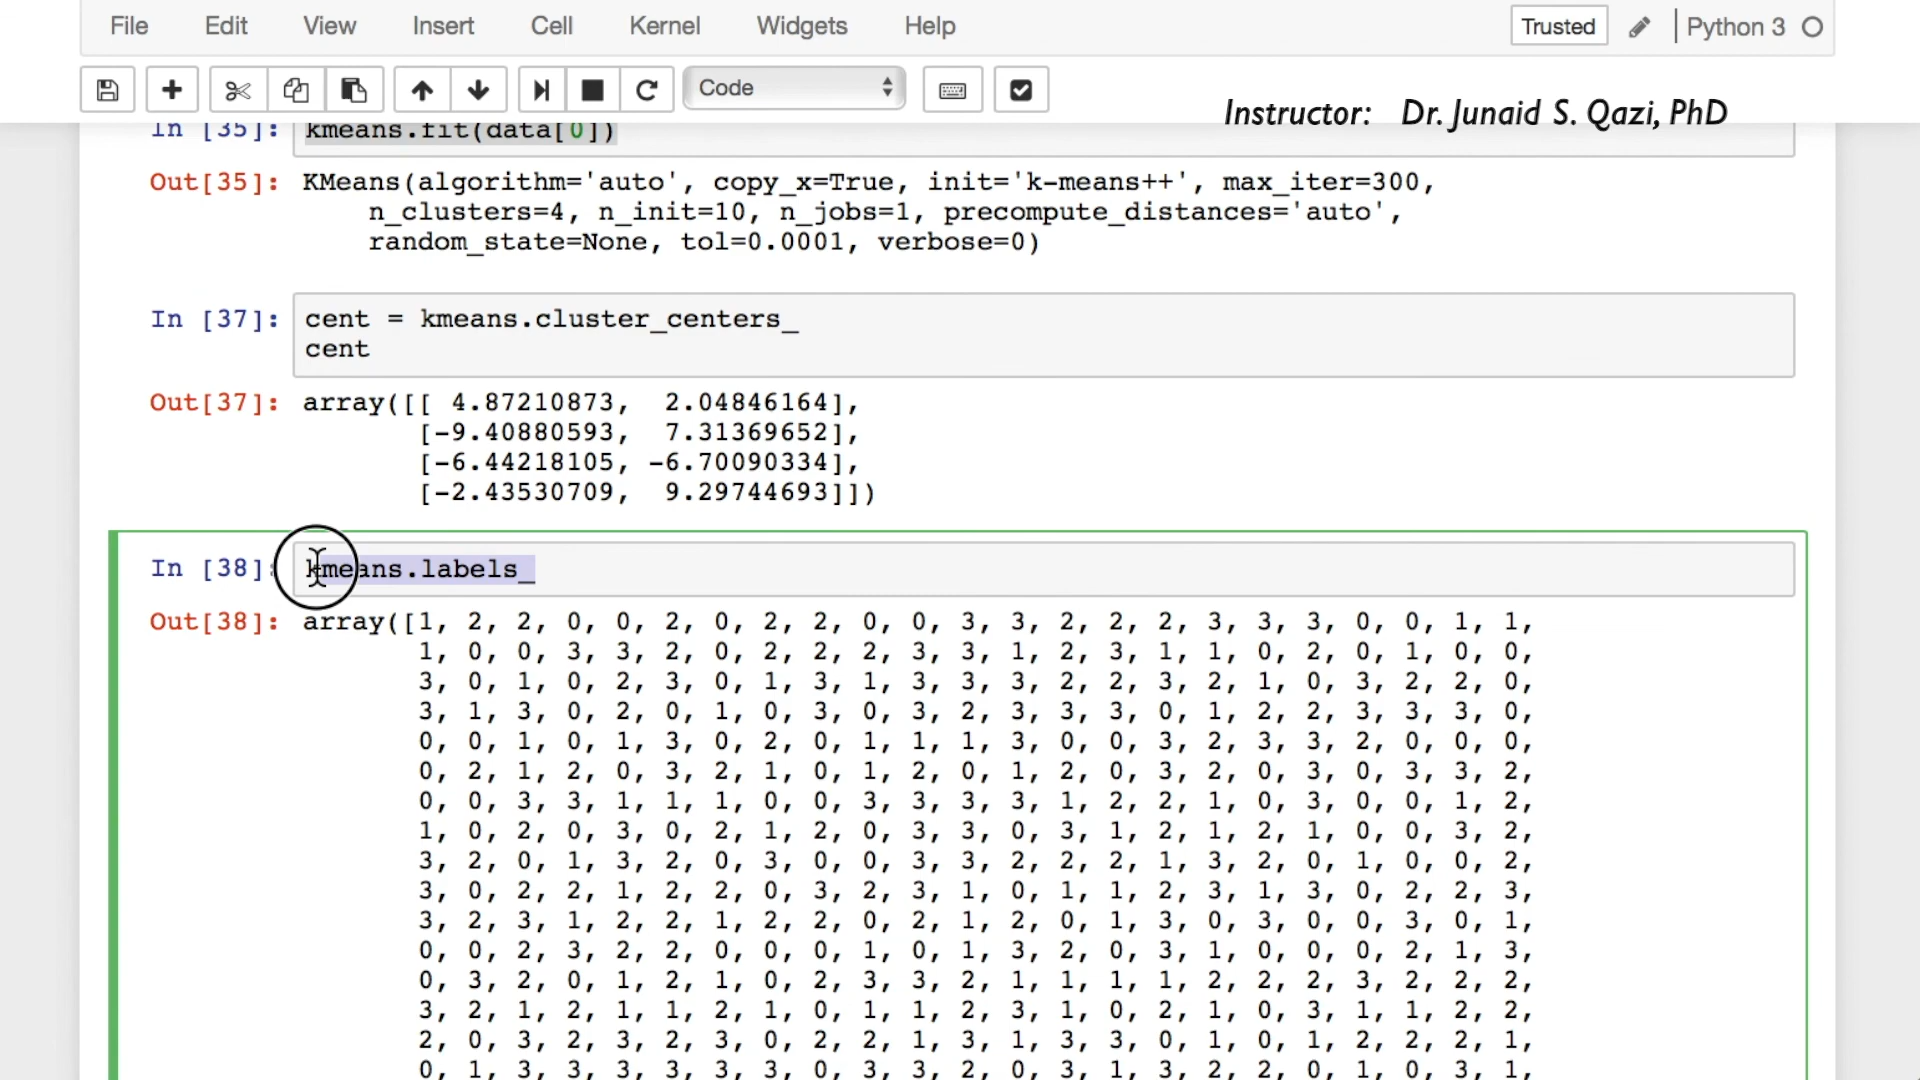 File Edit View Insert Cell Kernel Widgets Help Trusted Python 3
Code
Instructor: Dr. Junaid S. Qazi, PhD
In [35]: kmeans.fit(data[0])
Out[35]: KMeans(algorithm='auto', copy_x=True, init='k-means++', max_iter=300,
n_clusters=4, n_init=10, n_jobs=1, precompute_distances='auto',
random_state=None, tol=0.0001, verbose=0)
In [37]: cent = kmeans.cluster_centers_
cent
Out[37]: array([[ 4.87210873, 2.04846164],
[-9.40880593, 7.31369652],
[-6.44218105, -6.70090334],
[-2.43530709, 9.29744693]])
In [38]: kmeans.labels_
Out[38]: array([1, 2, 2, 0, 0, 2, 0, 2, 2, 0, 0, 3, 3, 2, 2, 2, 3, 3, 3, 0, 0, 1, 1,
1, 0, 0, 3, 3, 2, 0, 2, 2, 2, 3, 3, 1, 2, 3, 1, 1, 0, 2, 0, 1, 0, 0,
3, 0, 1, 0, 2, 3, 0, 1, 3, 1, 3, 3, 3, 2, 2, 3, 2, 1, 0, 3, 2, 2, 0,
3, 1, 3, 0, 2, 0, 1, 0, 3, 0, 3, 2, 3, 3, 3, 0, 1, 2, 2, 3, 3, 3, 0,
0, 0, 1, 0, 1, 3, 0, 2, 0, 1, 1, 1, 3, 0, 0, 3, 2, 3, 3, 2, 0, 0, 0,
0, 2, 1, 2, 0, 3, 2, 1, 0, 1, 2, 0, 1, 2, 0, 3, 2, 0, 3, 0, 3, 3, 2,
0, 0, 3, 3, 1, 1, 1, 0, 0, 3, 3, 3, 3, 1, 2, 2, 1, 0, 3, 0, 0, 1, 2,
1, 0, 2, 0, 3, 0, 2, 1, 2, 0, 3, 3, 0, 3, 1, 2, 1, 2, 1, 0, 0, 3, 2,
3, 2, 0, 1, 3, 2, 0, 3, 0, 0, 3, 3, 2, 2, 2, 1, 3, 2, 0, 1, 0, 0, 2,
3, 0, 2, 2, 1, 2, 2, 0, 3, 2, 3, 1, 0, 1, 1, 2, 3, 1, 3, 0, 2, 2, 3,
3, 2, 3, 1, 2, 2, 1, 2, 2, 0, 2, 1, 2, 0, 1, 3, 0, 3, 0, 0, 3, 0, 1,
0, 0, 2, 3, 2, 2, 0, 0, 0, 1, 0, 1, 3, 2, 0, 3, 1, 0, 0, 0, 2, 1, 3,
0, 3, 2, 0, 1, 2, 1, 0, 2, 3, 3, 2, 1, 1, 1, 1, 2, 2, 2, 3, 2, 2, 2,
3, 2, 1, 2, 1, 1, 2, 1, 0, 1, 1, 2, 3, 1, 0, 2, 1, 0, 3, 1, 1, 2, 2,
2, 0, 3, 2, 3, 2, 3, 0, 2, 2, 1, 3, 1, 3, 3, 0, 1, 0, 1, 2, 2, 2, 1,
0, 1, 3, 3, 3, 3, 3, 3, 0, 3, 3, 2, 0, 3, 1, 3, 2, 2, 0, 1, 0, 3, 1,